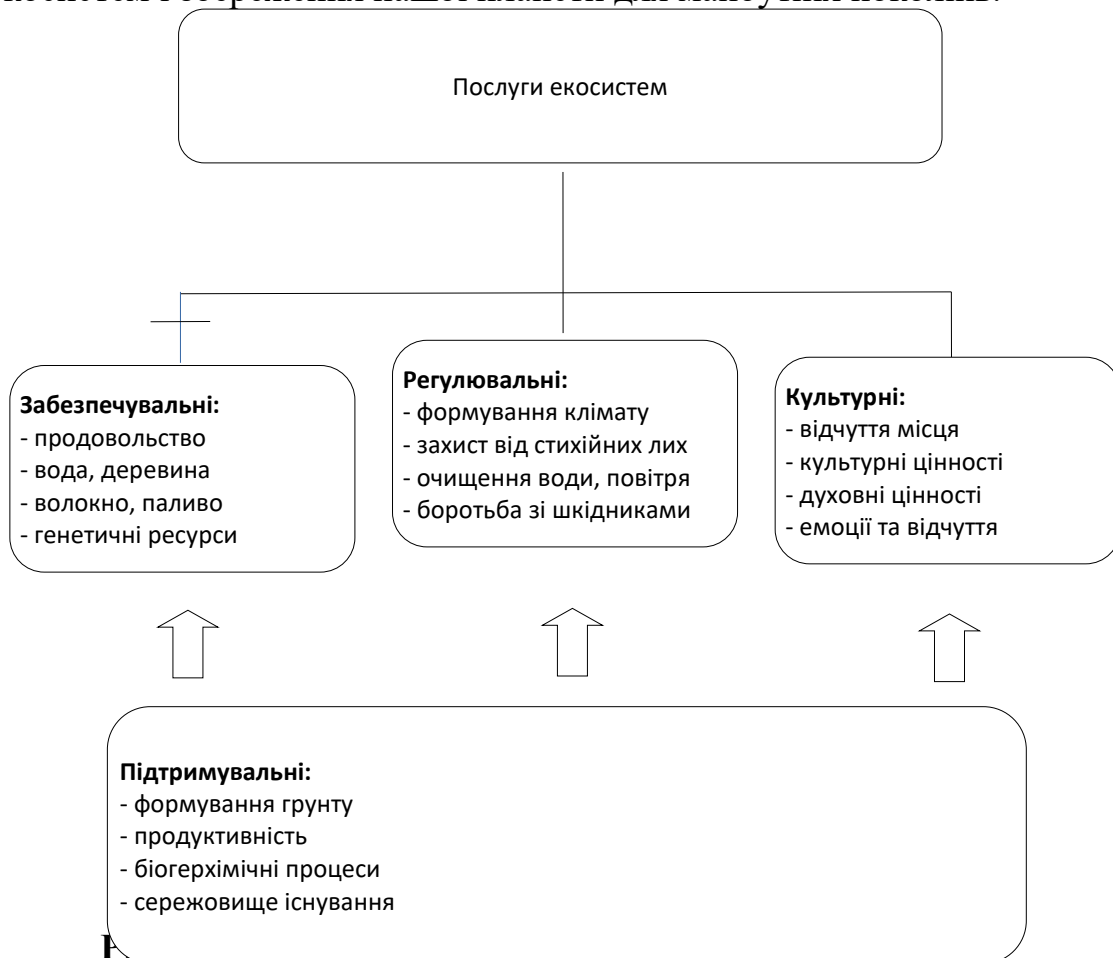 Послуги екосистем
Забезпечувальні:
- продовольство
- вода, деревина
- волокно, паливо
- генетичні ресурси
Регулювальні:
- формування клімату
- захист від стихійних лих
- очищення води, повітря
- боротьба зі шкідниками
Культурні:
- відчуття місця
- культурні цінності
- духовні цінності
- емоції та відчуття
Підтримувальні:
- формування грунту
- продуктивність
- біогерхімічні процеси
- сережовище існування